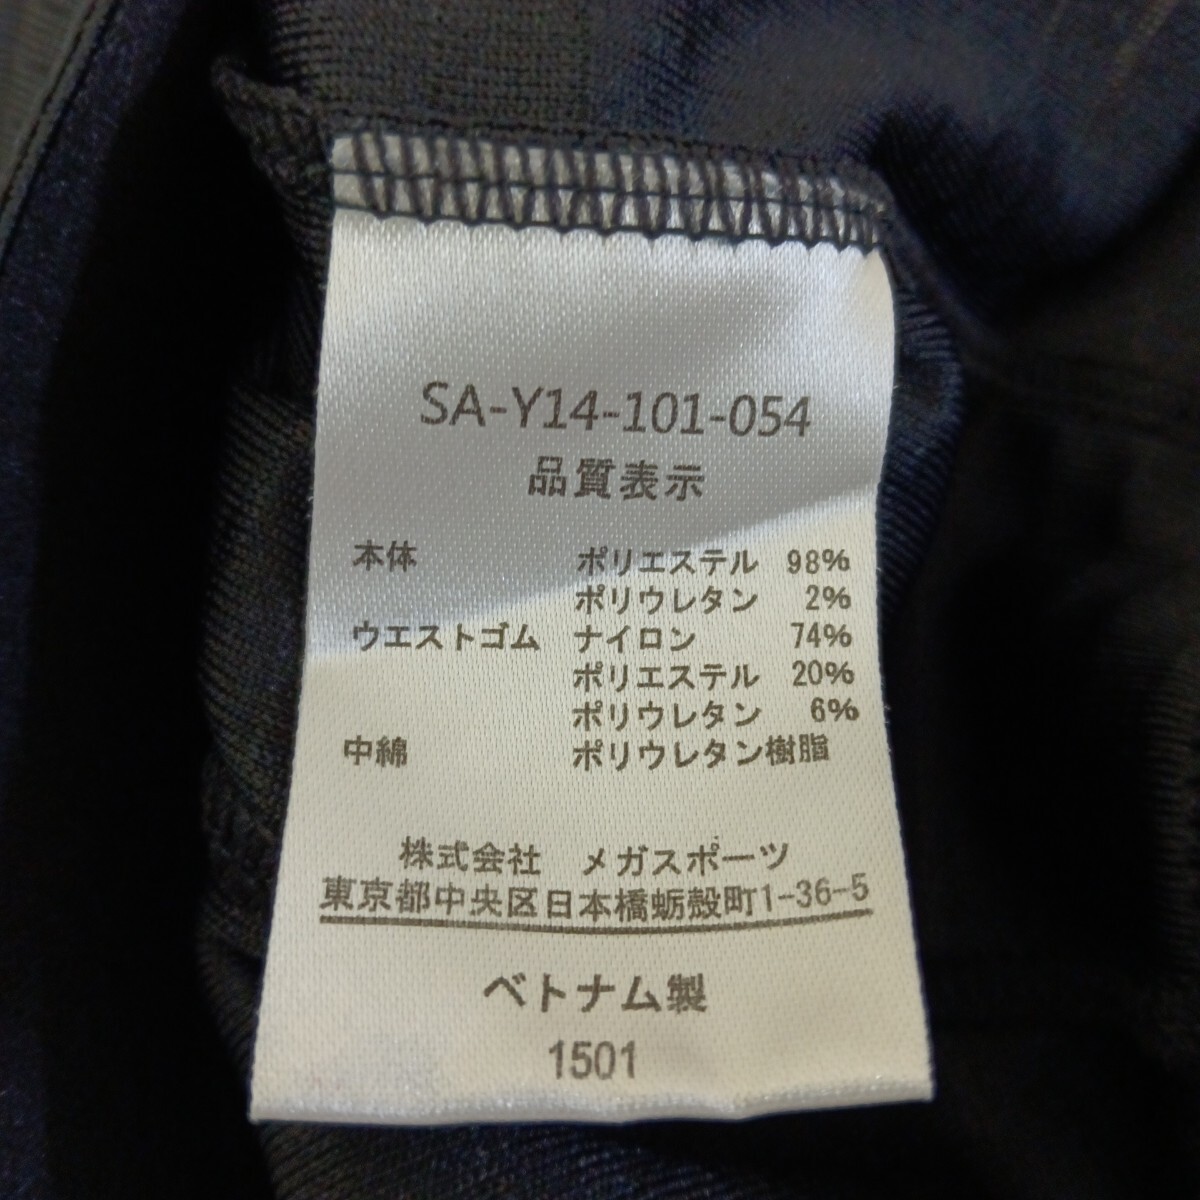 SA-Y14-101-054
品質表示
本体 ポリエステル 98%
ポリウレタン 2%
ウエストゴム ナイロン 74%
ポリエステル 20%
ポリウレタン 6%
中綿 ポリウレタン樹脂
株式会社 メガスポーツ
東京都中央区日本橋蛎殻町1-36-5
ベトナム製
1501